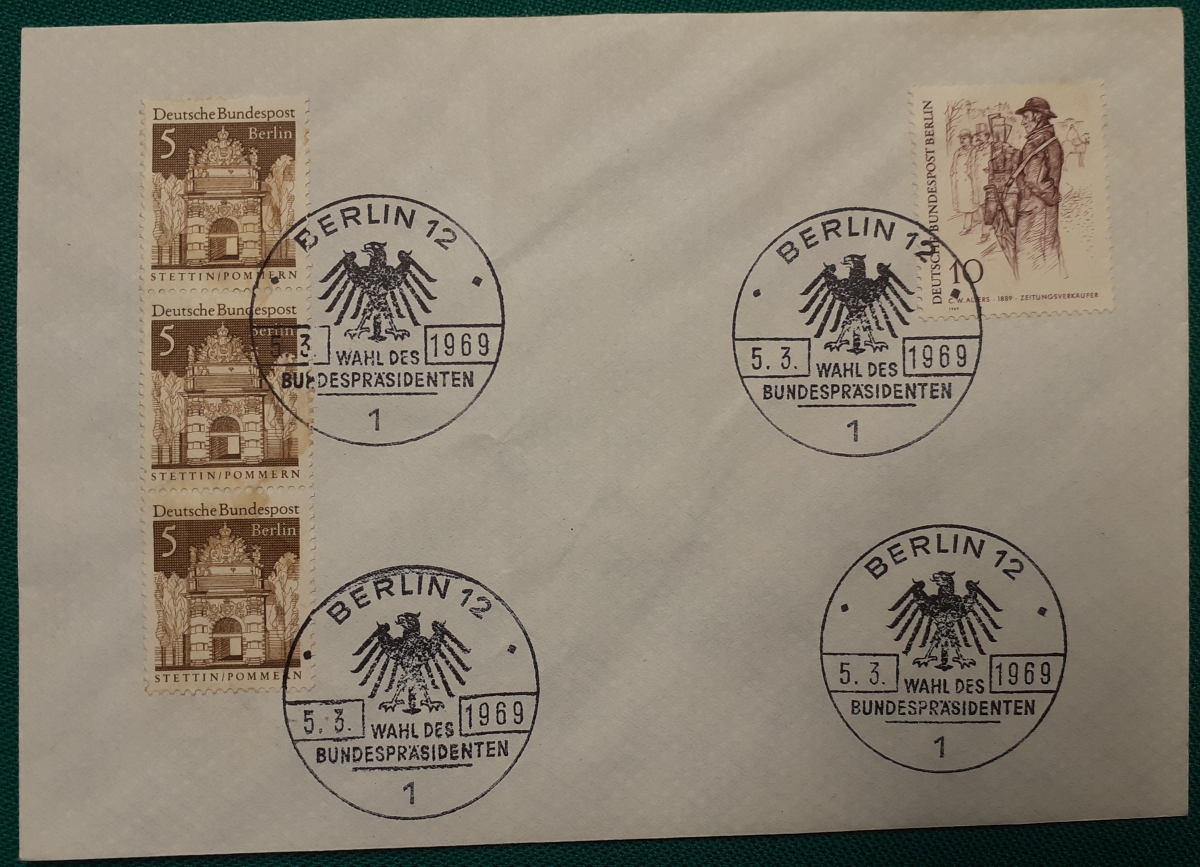 Deutsche Bundespost
5 Berlin
STETTIN/POMMERN
Deutsche Bundespost
5 Berlin
STETTIN/POMMERN
Deutsche Bundespost
5 Berlin
STETTIN/POMMERN
DEUTSCHE BUNDESPOST BERLIN
10
C.W. ALLERS · 1889 · ZEITUNGSVERKÄUFER
1969
BERLIN 12
5.3. 1969
WAHL DES
BUNDESPRÄSIDENTEN
1
BERLIN 12
5.3. 1969
WAHL DES
BUNDESPRÄSIDENTEN
1
BERLIN 12
5.3. 1969
WAHL DES
BUNDESPRÄSIDENTEN
1
BERLIN 12
5.3. 1969
WAHL DES
BUNDESPRÄSIDENTEN
1